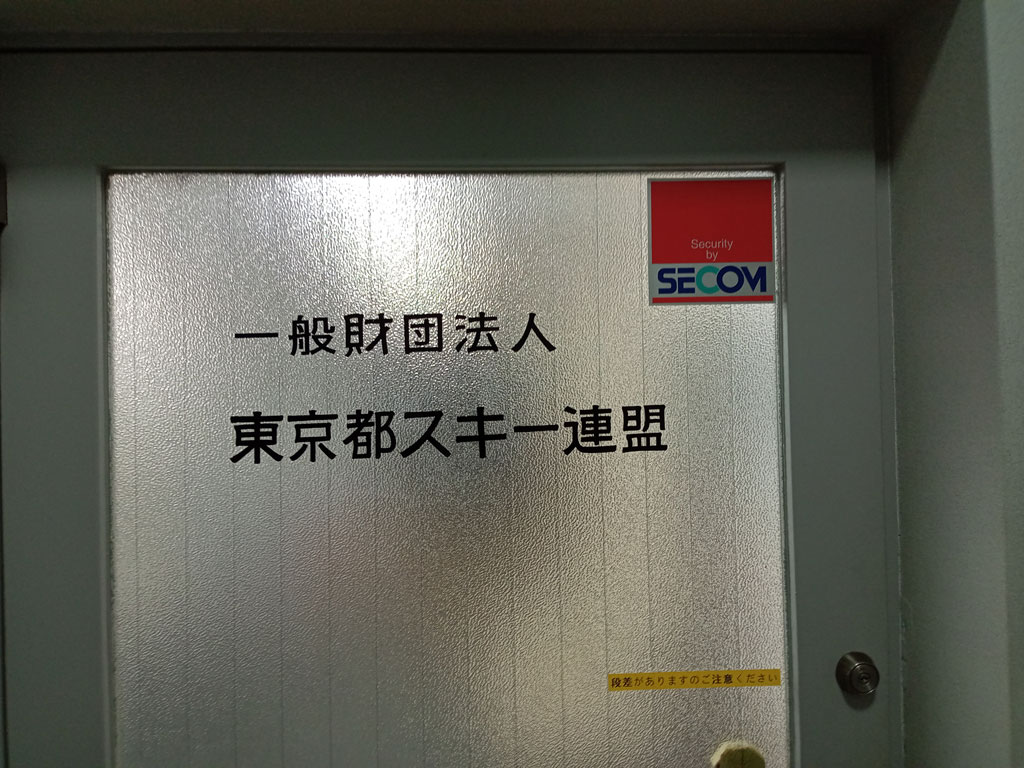 Security
by
SECOM
一般財団法人
東京都スキー連盟
段差がありますのご注意ください